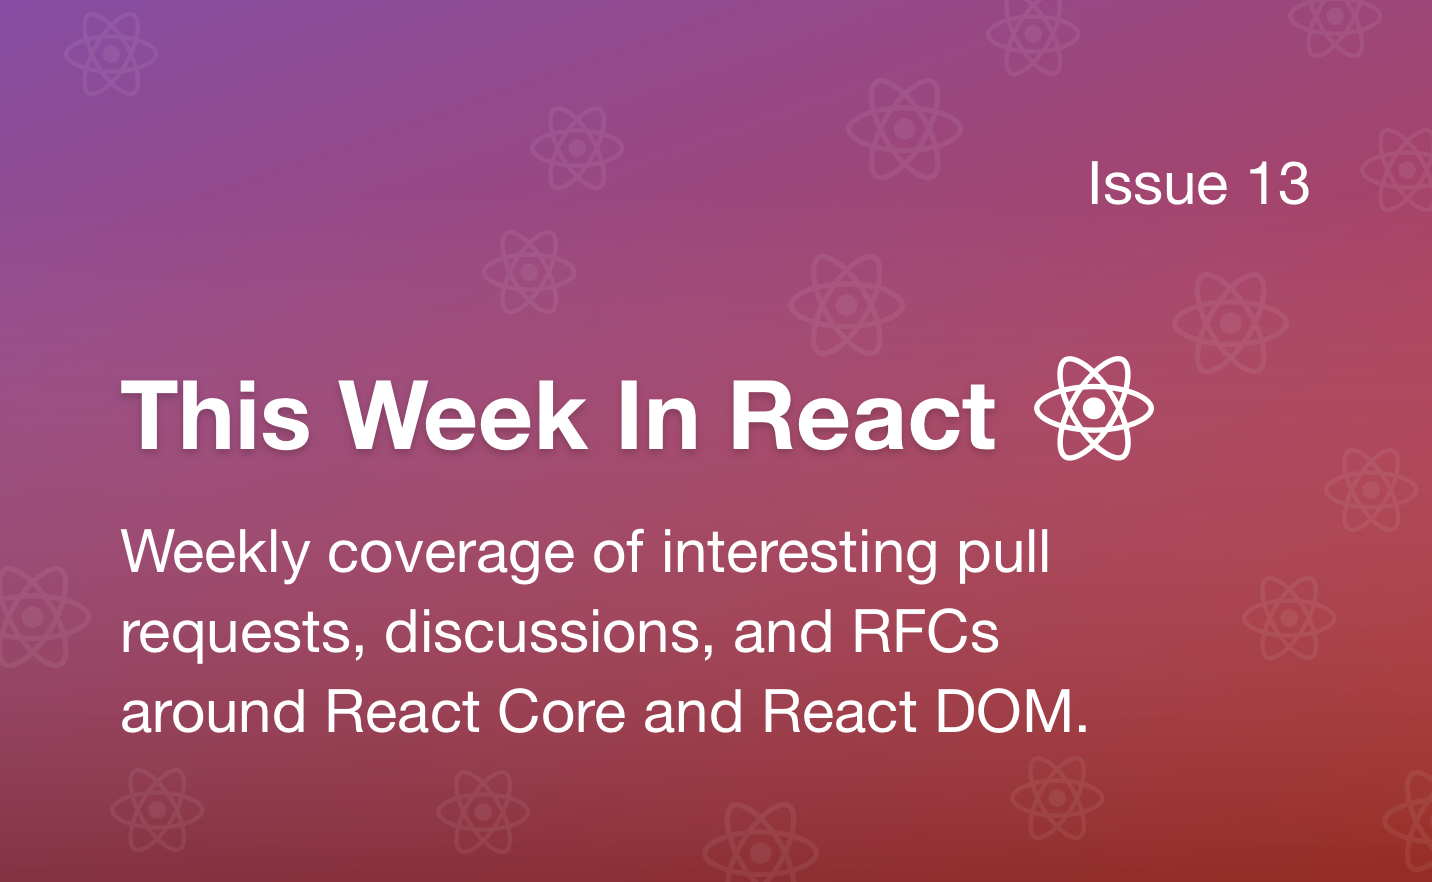 Issue 13
This Week In React
Weekly coverage of interesting pull
requests, discussions, and RFCs
around React Core and React DOM.